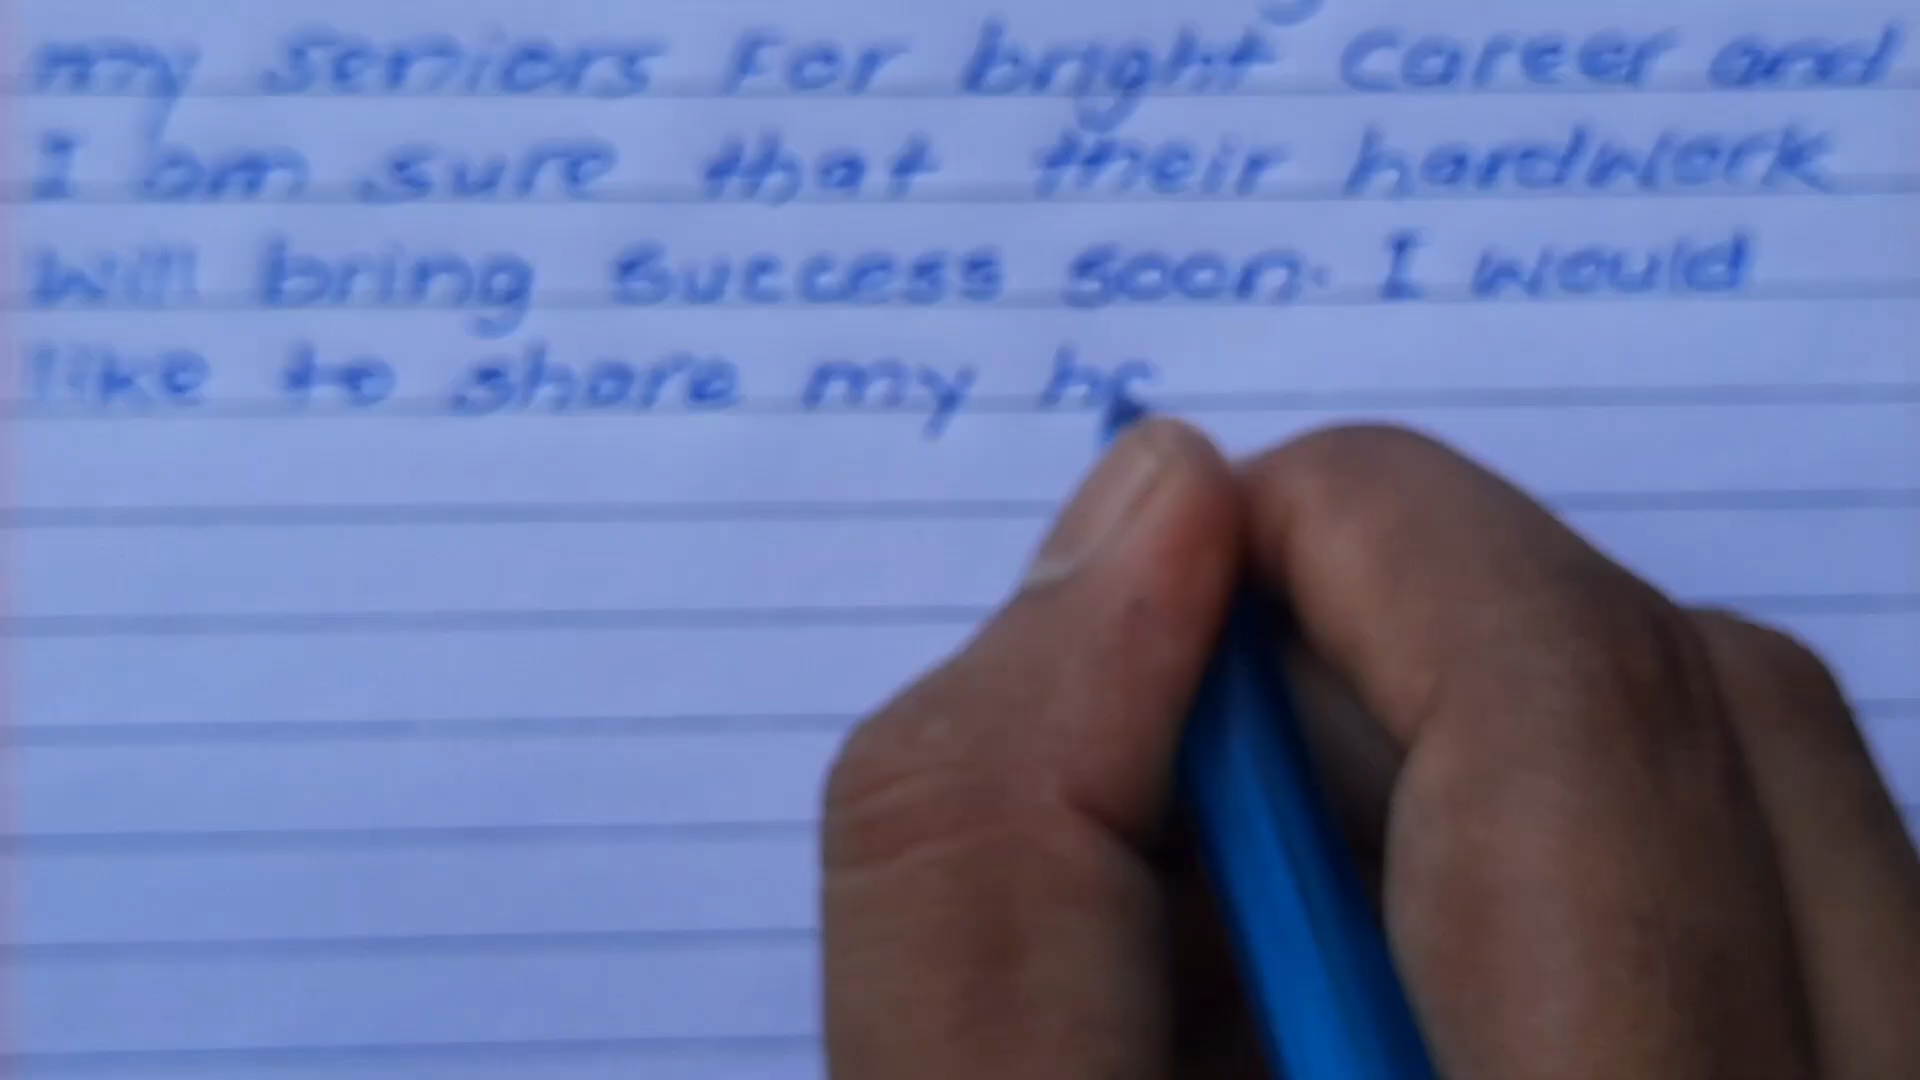 my seniors for bright career and
I am sure that their hardwork
will bring success soon. I would
like to share my